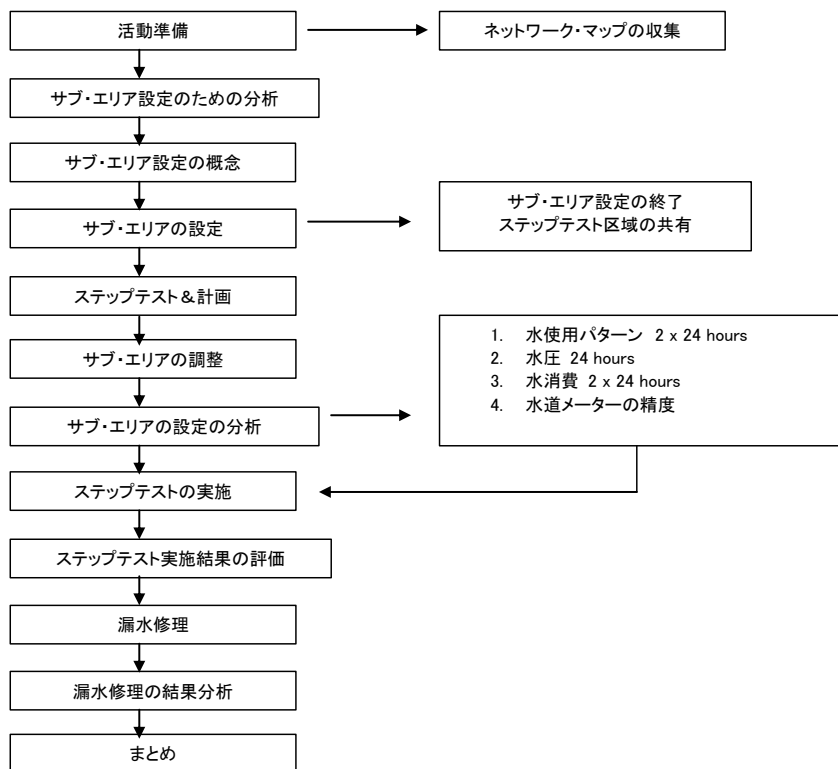 活動準備
ネットワーク・マップの収集
サブ・エリア設定のための分析
サブ・エリア設定の概念
サブ・エリアの設定
サブ・エリア設定の終了
ステップテスト区域の共有
ステップテスト＆計画
サブ・エリアの調整
サブ・エリアの設定の分析
1. 水使用パターン 2 x 24 hours
2. 水圧 24 hours
3. 水消費 2 x 24 hours
4. 水道メーターの精度
ステップテストの実施
ステップテスト実施結果の評価
漏水修理
漏水修理の結果分析
まとめ